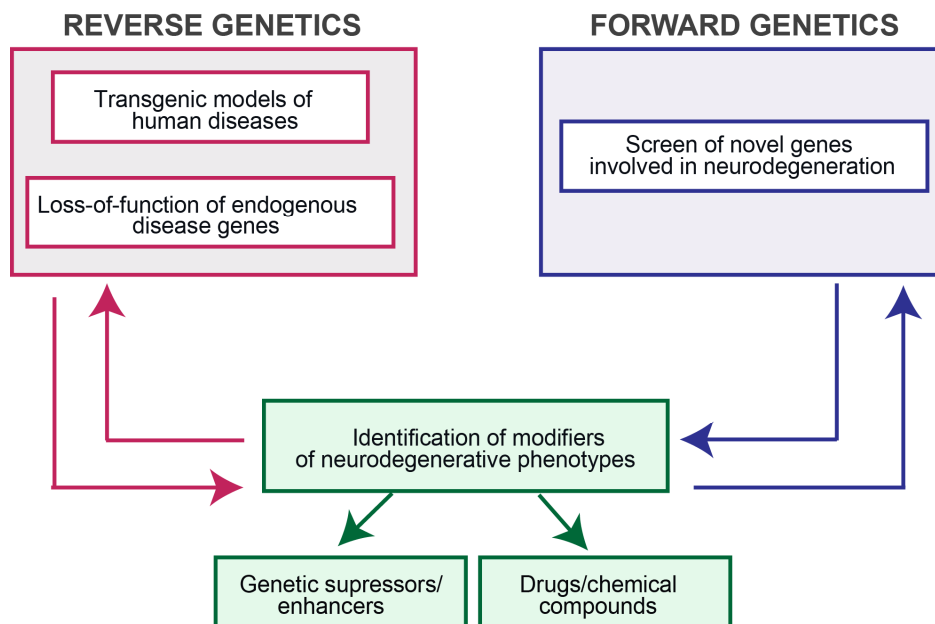 REVERSE GENETICS
Transgenic models of
human diseases
Loss-of-function of endogenous
disease genes
FORWARD GENETICS
Screen of novel genes
involved in neurodegeneration
Identification of modifiers
of neurodegenerative phenotypes
Genetic supressors/
enhancers
Drugs/chemical
compounds